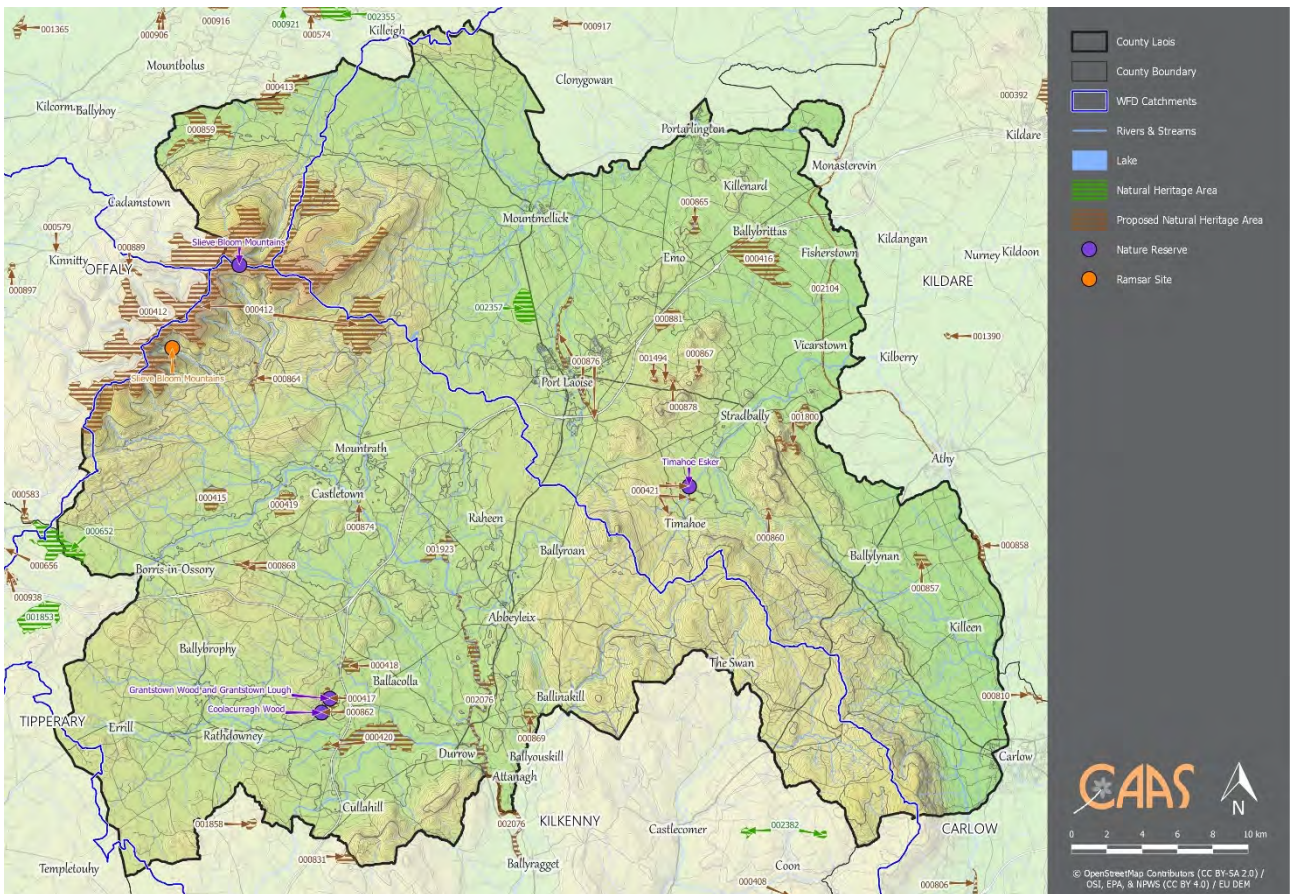 001365
000916
000906
000921
002355
000574
000917
Killeigh
Mountbolus
Clonygowan
000413
Kilcorm
Ballyboy
000859
000392
Portarlington
Kildare
Monasterevin
Killenard
Cadamstown
000865
Mountmellick
Ballybrittas
000579
000889
Slieve Bloom Mountains
Kinnitty
OFFALY
Emo
000416
Fisherstown
Kildangan
Nurney
Kildoon
000897
KILDARE
002104
000412
000412
002357
000881
001390
Vicarstown
Kilberry
000876
001494
000867
Slieve Bloom Mountains
000864
Port Laoise
000878
Stradbally
001800
Mountrath
Athy
Timahoe Esker
000583
000415
000419
Castletown
000421
000874
Raheen
Timahoe
000652
001923
000860
000858
Ballyroan
Ballylynan
000656
Borris-in-Ossory
000868
000857
000938
001853
Abbeyleix
Killeen
Ballybrophy
000418
The Swan
Ballacolla
Grantstown Wood and Grantstown Lough
000417
Ballinakill
000810
Coolacurragh Wood
000862
002076
TIPPERARY
Errill
Rathdowney
000420
000869
Durrow
Ballyouskill
Carlow
Attanagh
Cullahill
001858
002076
KILKENNY
Castlecomer
002382
CARLOW
000831
Ballyragget
Coon
Templetouhy
000408
000806
County Laois
County Boundary
WFD Catchments
Rivers & Streams
Lake
Natural Heritage Area
Proposed Natural Heritage Area
Nature Reserve
Ramsar Site
CAAS
N
0 2 4 6 8 10 km
© OpenStreetMap Contributors (CC BY-SA 2.0) /
OSI, EPA, & NPWS (CC BY 4.0) / EU DEM